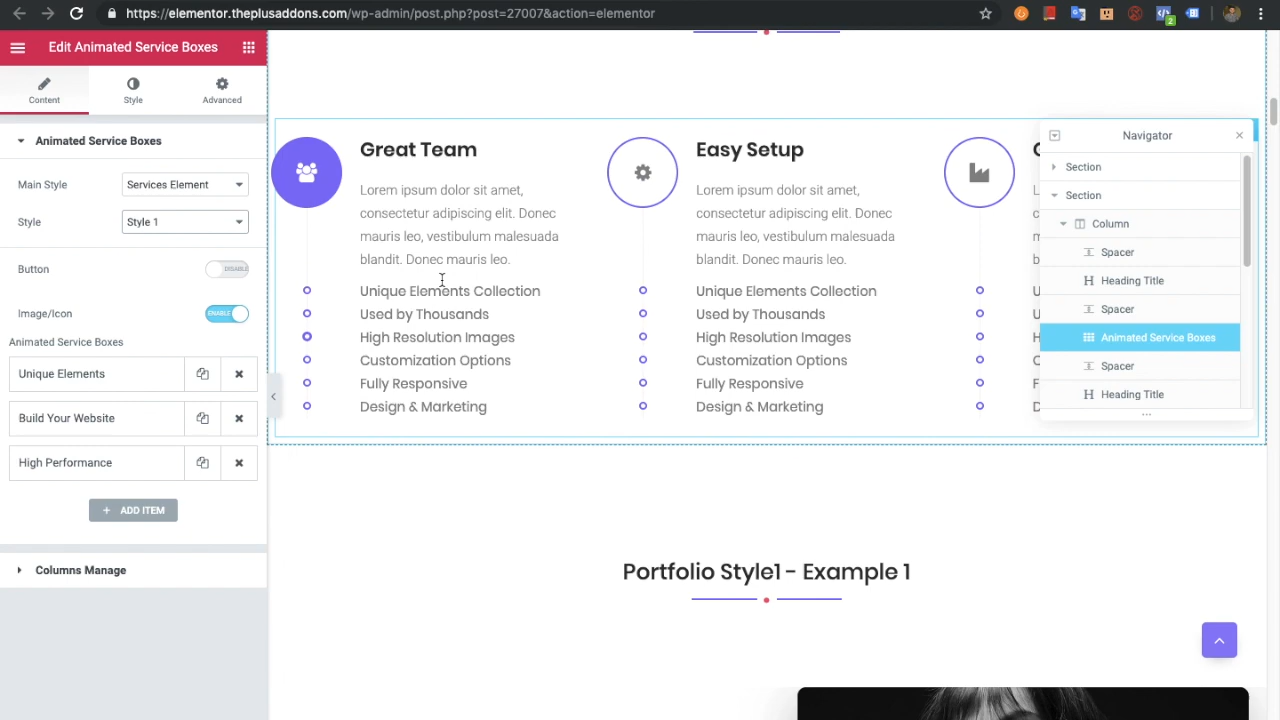 https://elementor.theplusaddons.com/wp-admin/post.php?post=27007&action=elementor
2
Edit Animated Service Boxes
Content
Style
Advanced
Animated Service Boxes
Main Style
Services Element
Style
Style 1
Button
DISABLE
Image/Icon
ENABLE
Animated Service Boxes
Unique Elements
Build Your Website
High Performance
ADD ITEM
Columns Manage
Great Team
Lorem ipsum dolor sit amet,
consectetur adipiscing elit. Donec
mauris leo, vestibulum malesuada
blandit. Donec mauris leo.
Unique Elements Collection
Used by Thousands
High Resolution Images
Customization Options
Fully Responsive
Design & Marketing
Easy Setup
Lorem ipsum dolor sit amet,
consectetur adipiscing elit. Donec
mauris leo, vestibulum malesuada
blandit. Donec mauris leo.
Unique Elements Collection
Used by Thousands
High Resolution Images
Customization Options
Fully Responsive
Design & Marketing
Navigator
Section
Section
Column
Spacer
Heading Title
Spacer
Animated Service Boxes
Spacer
Heading Title
Portfolio Style1 - Example 1